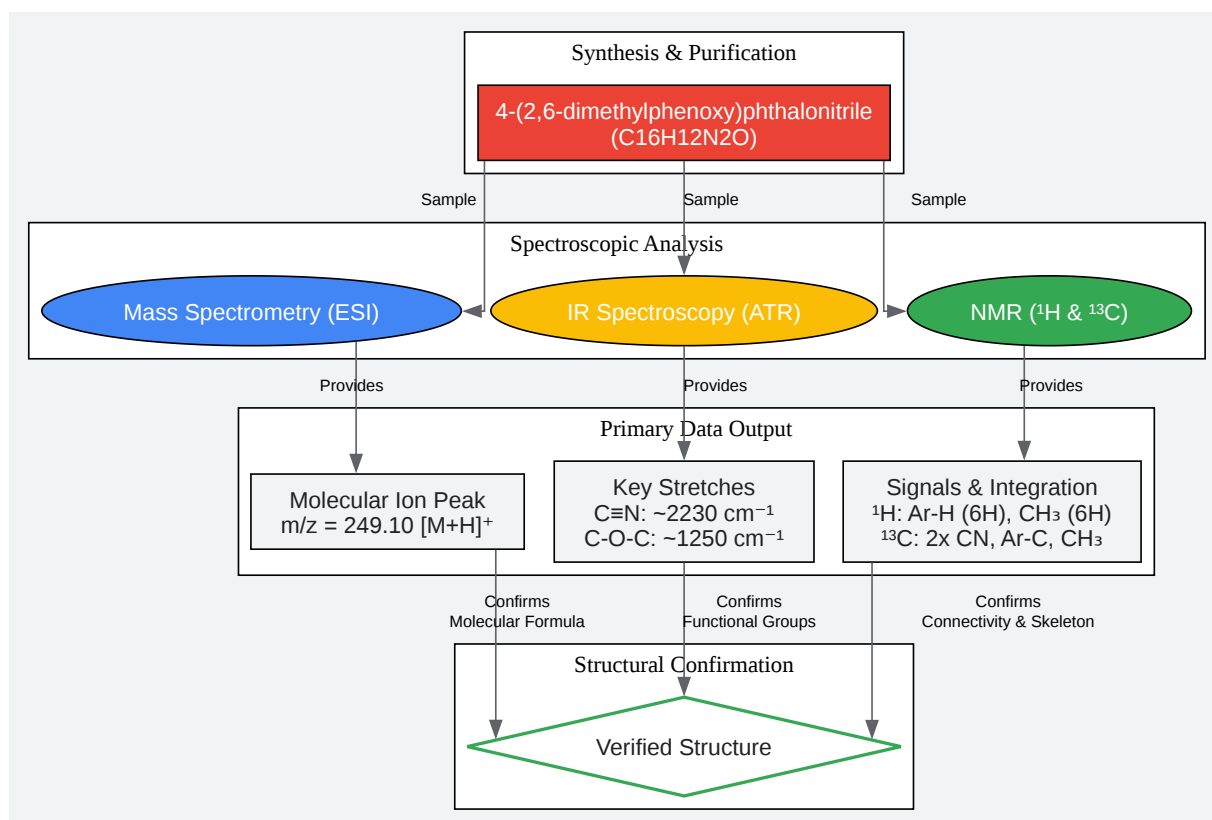 Synthesis & Purification
4-(2,6-dimethylphenoxy)phthalonitrile
(C16H12N2O)
Sample
Sample
Sample
Spectroscopic Analysis
Mass Spectrometry (ESI)
IR Spectroscopy (ATR)
NMR (¹H & ¹³C)
Provides
Provides
Provides
Primary Data Output
Molecular Ion Peak
m/z = 249.10 [M+H]⁺
Key Stretches
C≡N: ~2230 cm⁻¹
C-O-C: ~1250 cm⁻¹
Signals & Integration
¹H: Ar-H (6H), CH₃ (6H)
¹³C: 2x CN, Ar-C, CH₃
Confirms
Molecular Formula
Confirms
Functional Groups
Confirms
Connectivity & Skeleton
Structural Confirmation
Verified Structure